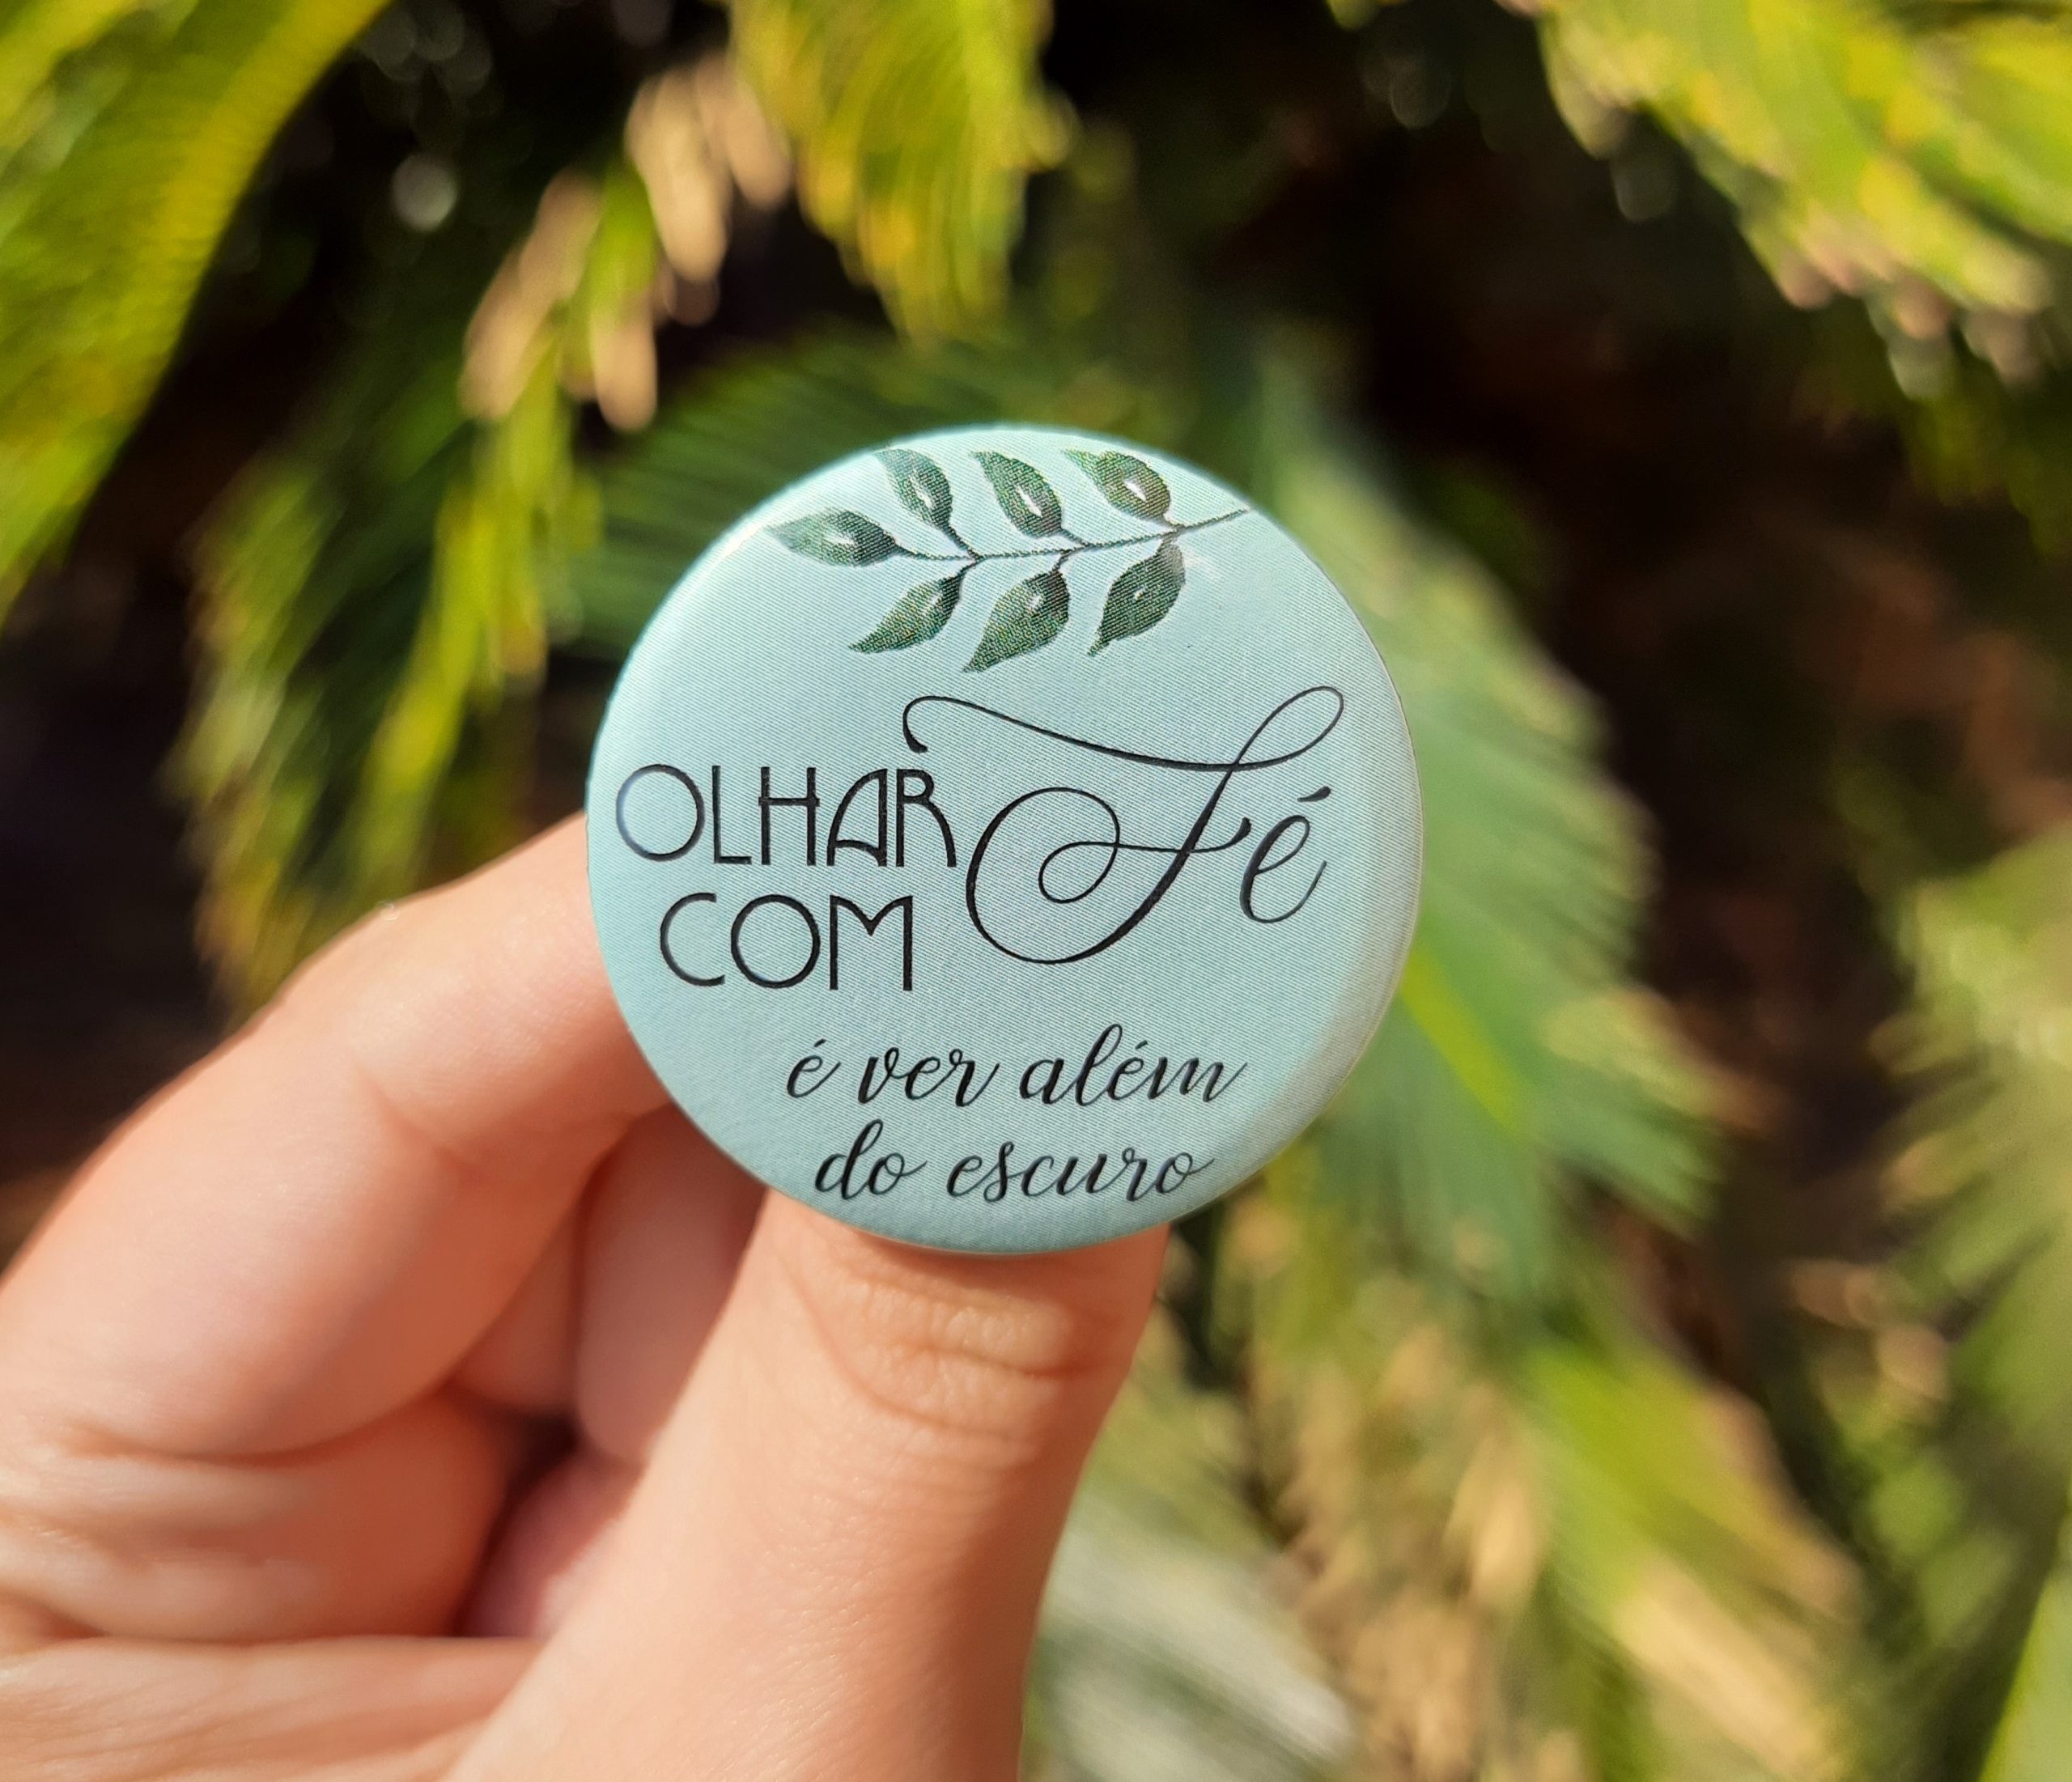 OLHAR Fé
COM
é ver além
do escuro